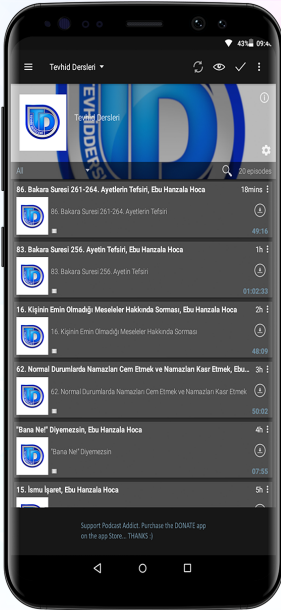 43% 09:4
Tevhid Dersleri
Tevhid Dersleri
All
20 episodes
86. Bakara Suresi 261-264. Ayetlerin Tefsiri, Ebu Hanzala Hoca 18mins
86. Bakara Suresi 261-264. Ayetlerin Tefsiri
49:16
83. Bakara Suresi 256. Ayetin Tefsiri, Ebu Hanzala Hoca 1h
83. Bakara Suresi 256. Ayetin Tefsiri
01:02:33
16. Kişinin Emin Olmadığı Meseleler Hakkında Sorması, Ebu Hanzala Hoca 2h
16. Kişinin Emin Olmadığı Meseleler Hakkında Sorması
48:09
62. Normal Durumlarda Namazları Cem Etmek ve Namazları Kasr Etmek, Ebu... 3h
62. Normal Durumlarda Namazları Cem Etmek ve Namazları Kasr Etmek
50:02
"Bana Ne!" Diyemezsin, Ebu Hanzala Hoca 4h
"Bana Ne!" Diyemezsin
07:55
15. İsmu İşaret, Ebu Hanzala Hoca 5h
Support Podcast Addict. Purchase the DONATE app
on the app Store... THANKS :)